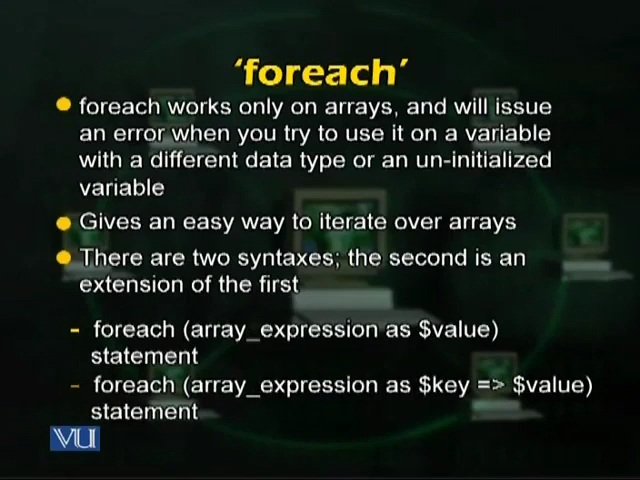 ‘foreach’
foreach works only on arrays, and will issue
an error when you try to use it on a variable
with a different data type or an un-initialized
variable
Gives an easy way to iterate over arrays
There are two syntaxes; the second is an
extension of the first
- foreach (array_expression as $value)
statement
- foreach (array_expression as $key => $value)
statement
VU